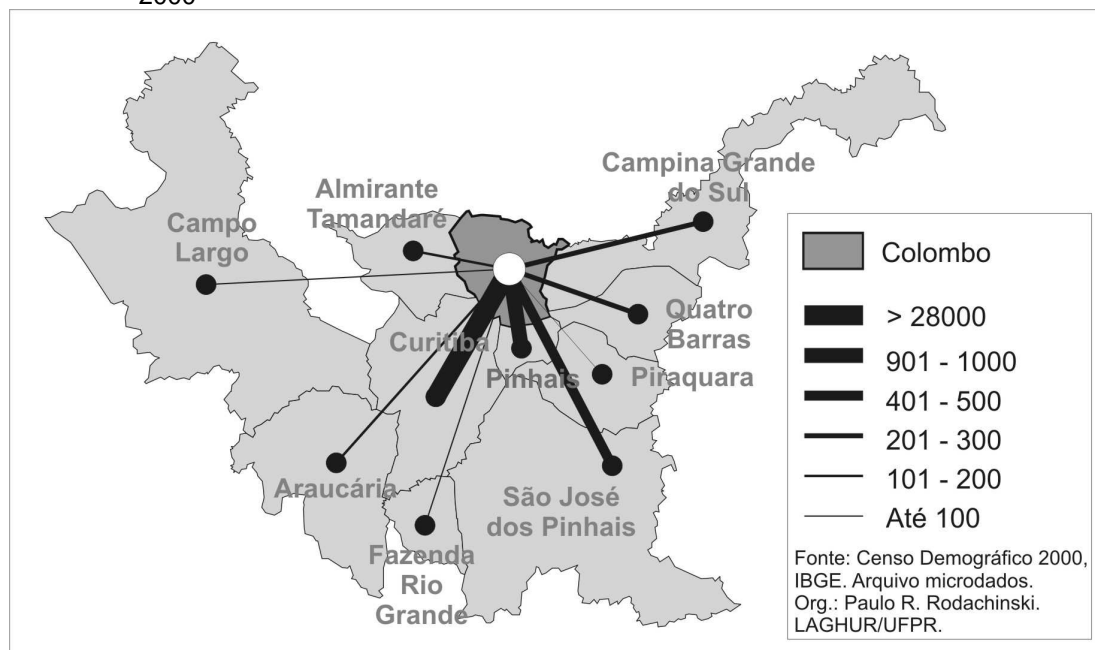 Campina Grande
do Sul
Almirante
Tamandaré
Campo
Largo
Quatro
Barras
Curitiba
Pinhais
Piraquara
Araucária
São José
dos Pinhais
Fazenda
Rio
Grande
Colombo
> 28000
901 - 1000
401 - 500
201 - 300
101 - 200
Até 100
Fonte: Censo Demográfico 2000,
IBGE. Arquivo microdados.
Org.: Paulo R. Rodachinski.
LAGHUR/UFPR.